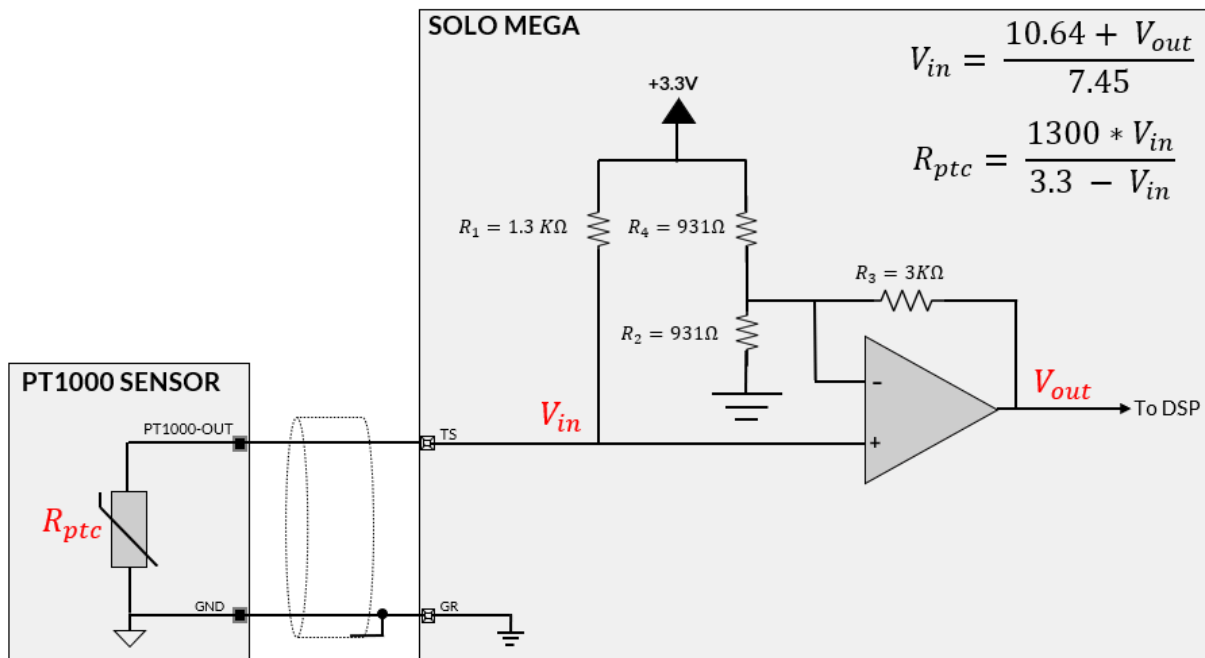 SOLO MEGA
V_in = (10.64 + V_out) / 7.45
+3.3V
R_ptc = (1300 * V_in) / (3.3 − V_in)
R_1 = 1.3 KΩ
R_4 = 931Ω
R_3 = 3KΩ
R_2 = 931Ω
PT1000 SENSOR
V_out
To DSP
V_in
PT1000-OUT
TS
-
+
R_ptc
GND
GR